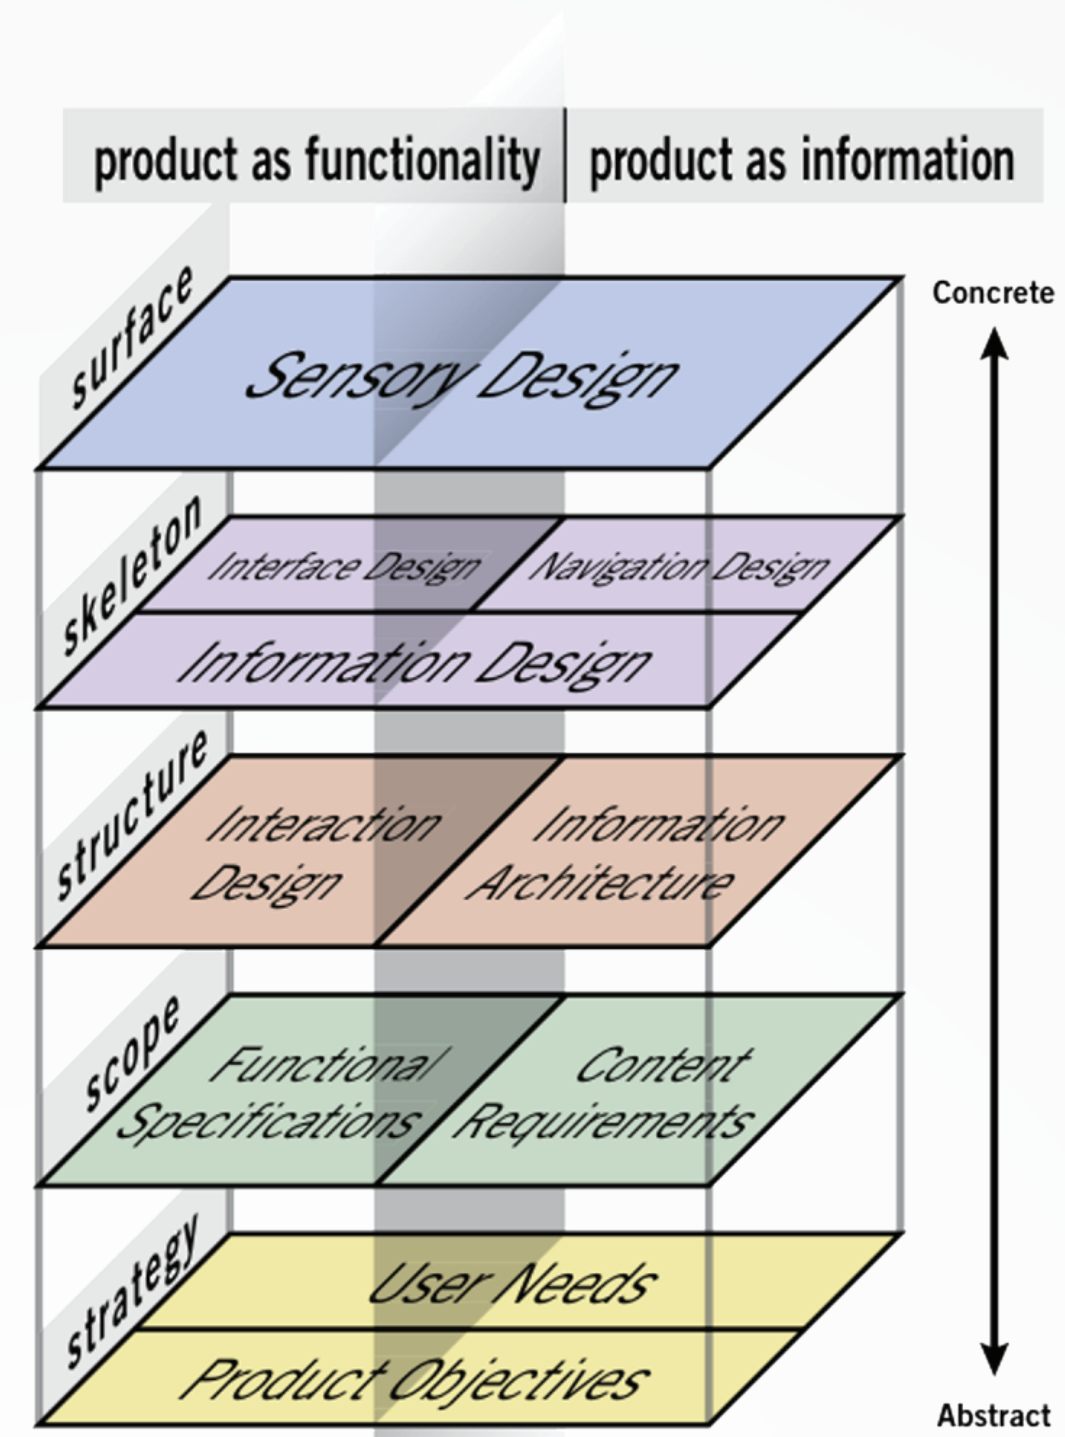 product as functionality
product as information
surface
Concrete
Sensory Design
skeleton
Interface Design
Navigation Design
Information Design
structure
Interaction
Design
Information
Architecture
scope
Functional
Specifications
Content
Requirements
strategy
User Needs
Product Objectives
Abstract